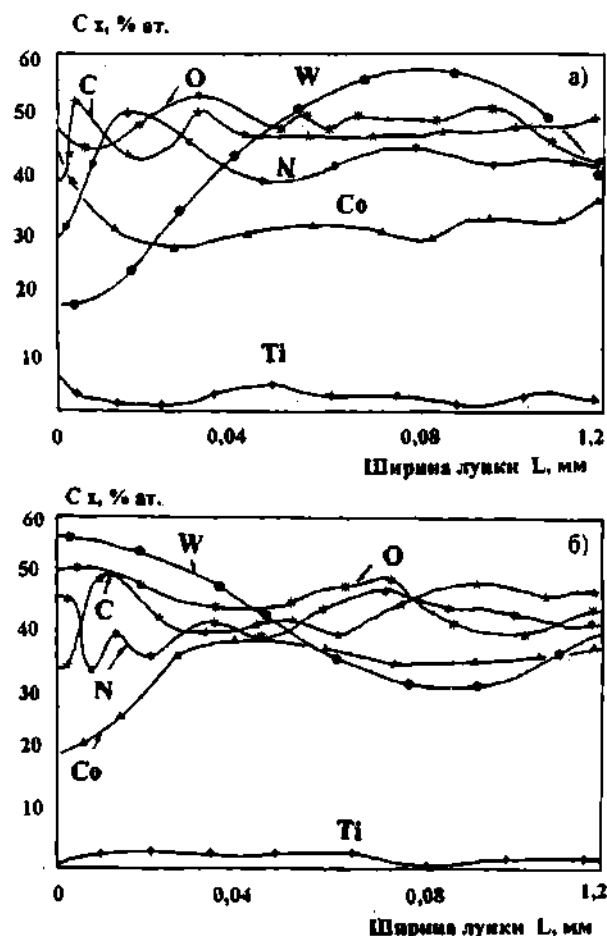 C x, % ат.
60
50
40
30
20
10
C
O
W
а)
N
Co
Ti
0
0,04
0,08
1,2
Ширина лунки L, мм
C x, % ат.
60
50
40
30
20
10
W
O
б)
C
N
Co
Ti
0
0,04
0,08
1,2
Ширина лунки L, мм